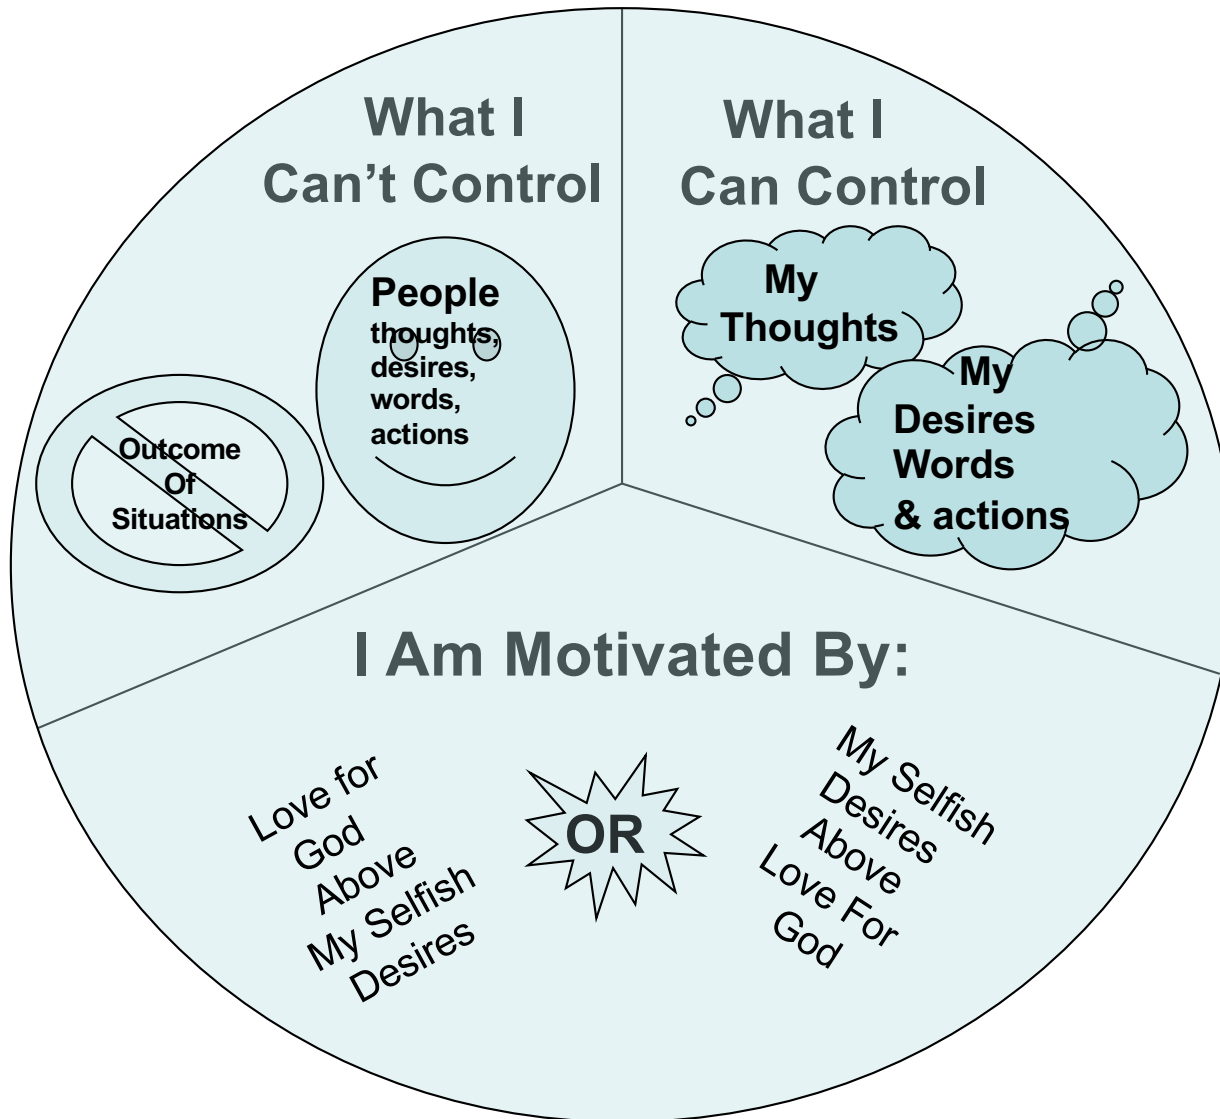 What I
Can’t Control
People
thoughts,
desires,
words,
actions
Outcome
Of
Situations
What I
Can Control
My
Thoughts
My
Desires
Words
& actions
I Am Motivated By:
Love for
God
Above
My Selfish
Desires
OR
My Selfish
Desires
Above
Love For
God